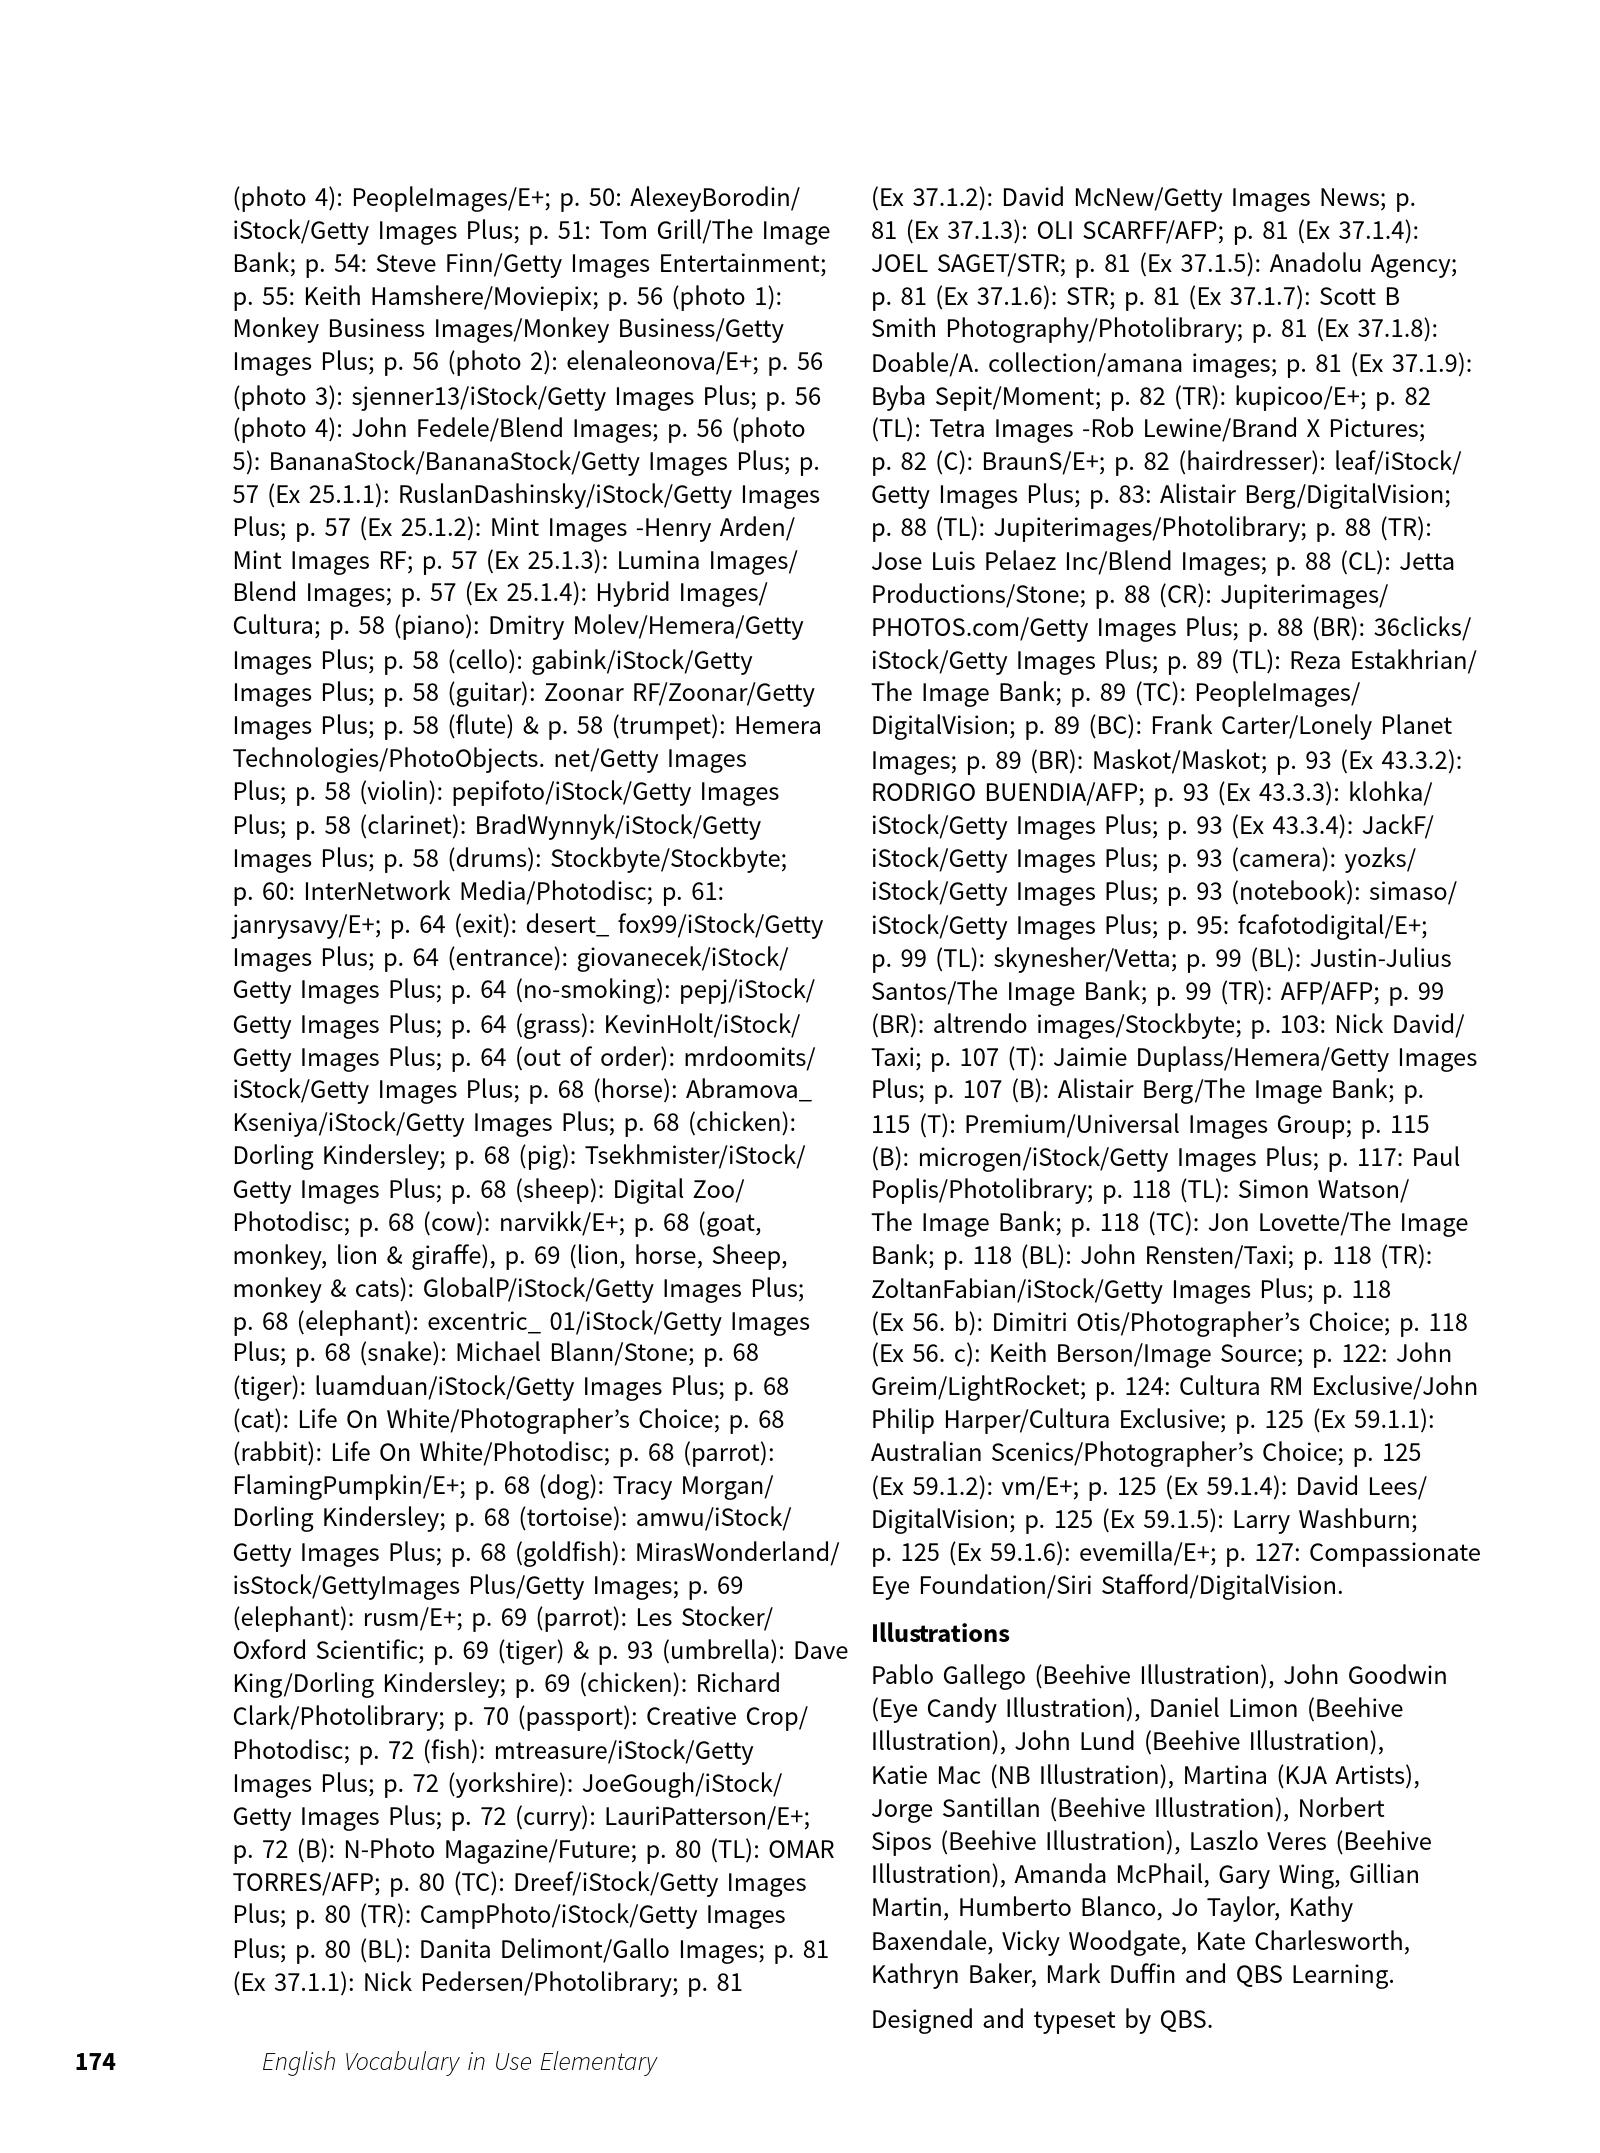 (photo 4): PeopleImages/E+; p. 50: AlexeyBorodin/
iStock/Getty Images Plus; p. 51: Tom Grill/The Image
Bank; p. 54: Steve Finn/Getty Images Entertainment;
p. 55: Keith Hamshere/Moviepix; p. 56 (photo 1):
Monkey Business Images/Monkey Business/Getty
Images Plus; p. 56 (photo 2): elenaleonova/E+; p. 56
(photo 3): sjenner13/iStock/Getty Images Plus; p. 56
(photo 4): John Fedele/Blend Images; p. 56 (photo
5): BananaStock/BananaStock/Getty Images Plus; p.
57 (Ex 25.1.1): RuslanDashinsky/iStock/Getty Images
Plus; p. 57 (Ex 25.1.2): Mint Images -Henry Arden/
Mint Images RF; p. 57 (Ex 25.1.3): Lumina Images/
Blend Images; p. 57 (Ex 25.1.4): Hybrid Images/
Cultura; p. 58 (piano): Dmitry Molev/Hemera/Getty
Images Plus; p. 58 (cello): gabink/iStock/Getty
Images Plus; p. 58 (guitar): Zoonar RF/Zoonar/Getty
Images Plus; p. 58 (flute) & p. 58 (trumpet): Hemera
Technologies/PhotoObjects. net/Getty Images
Plus; p. 58 (violin): pepifoto/iStock/Getty Images
Plus; p. 58 (clarinet): BradWynnyk/iStock/Getty
Images Plus; p. 58 (drums): Stockbyte/Stockbyte;
p. 60: InterNetwork Media/Photodisc; p. 61:
janrysavy/E+; p. 64 (exit): desert_ fox99/iStock/Getty
Images Plus; p. 64 (entrance): giovanecek/iStock/
Getty Images Plus; p. 64 (no-smoking): pepj/iStock/
Getty Images Plus; p. 64 (grass): KevinHolt/iStock/
Getty Images Plus; p. 64 (out of order): mrdoomits/
iStock/Getty Images Plus; p. 68 (horse): Abramova_
Kseniya/iStock/Getty Images Plus; p. 68 (chicken):
Dorling Kindersley; p. 68 (pig): Tsekhmister/iStock/
Getty Images Plus; p. 68 (sheep): Digital Zoo/
Photodisc; p. 68 (cow): narvikk/E+; p. 68 (goat,
monkey, lion & giraffe), p. 69 (lion, horse, Sheep,
monkey & cats): GlobalP/iStock/Getty Images Plus;
p. 68 (elephant): excentric_ 01/iStock/Getty Images
Plus; p. 68 (snake): Michael Blann/Stone; p. 68
(tiger): luamduan/iStock/Getty Images Plus; p. 68
(cat): Life On White/Photographer’s Choice; p. 68
(rabbit): Life On White/Photodisc; p. 68 (parrot):
FlamingPumpkin/E+; p. 68 (dog): Tracy Morgan/
Dorling Kindersley; p. 68 (tortoise): amwu/iStock/
Getty Images Plus; p. 68 (goldfish): MirasWonderland/
isStock/GettyImages Plus/Getty Images; p. 69
(elephant): rusm/E+; p. 69 (parrot): Les Stocker/
Oxford Scientific; p. 69 (tiger) & p. 93 (umbrella): Dave
King/Dorling Kindersley; p. 69 (chicken): Richard
Clark/Photolibrary; p. 70 (passport): Creative Crop/
Photodisc; p. 72 (fish): mtreasure/iStock/Getty
Images Plus; p. 72 (yorkshire): JoeGough/iStock/
Getty Images Plus; p. 72 (curry): LauriPatterson/E+;
p. 72 (B): N-Photo Magazine/Future; p. 80 (TL): OMAR
TORRES/AFP; p. 80 (TC): Dreef/iStock/Getty Images
Plus; p. 80 (TR): CampPhoto/iStock/Getty Images
Plus; p. 80 (BL): Danita Delimont/Gallo Images; p. 81
(Ex 37.1.1): Nick Pedersen/Photolibrary; p. 81
(Ex 37.1.2): David McNew/Getty Images News; p.
81 (Ex 37.1.3): OLI SCARFF/AFP; p. 81 (Ex 37.1.4):
JOEL SAGET/STR; p. 81 (Ex 37.1.5): Anadolu Agency;
p. 81 (Ex 37.1.6): STR; p. 81 (Ex 37.1.7): Scott B
Smith Photography/Photolibrary; p. 81 (Ex 37.1.8):
Doable/A. collection/amana images; p. 81 (Ex 37.1.9):
Byba Sepit/Moment; p. 82 (TR): kupicoo/E+; p. 82
(TL): Tetra Images -Rob Lewine/Brand X Pictures;
p. 82 (C): BraunS/E+; p. 82 (hairdresser): leaf/iStock/
Getty Images Plus; p. 83: Alistair Berg/DigitalVision;
p. 88 (TL): Jupiterimages/Photolibrary; p. 88 (TR):
Jose Luis Pelaez Inc/Blend Images; p. 88 (CL): Jetta
Productions/Stone; p. 88 (CR): Jupiterimages/
PHOTOS.com/Getty Images Plus; p. 88 (BR): 36clicks/
iStock/Getty Images Plus; p. 89 (TL): Reza Estakhrian/
The Image Bank; p. 89 (TC): PeopleImages/
DigitalVision; p. 89 (BC): Frank Carter/Lonely Planet
Images; p. 89 (BR): Maskot/Maskot; p. 93 (Ex 43.3.2):
RODRIGO BUENDIA/AFP; p. 93 (Ex 43.3.3): klohka/
iStock/Getty Images Plus; p. 93 (Ex 43.3.4): JackF/
iStock/Getty Images Plus; p. 93 (camera): yozks/
iStock/Getty Images Plus; p. 93 (notebook): simaso/
iStock/Getty Images Plus; p. 95: fcafotodigital/E+;
p. 99 (TL): skynesher/Vetta; p. 99 (BL): Justin-Julius
Santos/The Image Bank; p. 99 (TR): AFP/AFP; p. 99
(BR): altrendo images/Stockbyte; p. 103: Nick David/
Taxi; p. 107 (T): Jaimie Duplass/Hemera/Getty Images
Plus; p. 107 (B): Alistair Berg/The Image Bank; p.
115 (T): Premium/Universal Images Group; p. 115
(B): microgen/iStock/Getty Images Plus; p. 117: Paul
Poplis/Photolibrary; p. 118 (TL): Simon Watson/
The Image Bank; p. 118 (TC): Jon Lovette/The Image
Bank; p. 118 (BL): John Rensten/Taxi; p. 118 (TR):
ZoltanFabian/iStock/Getty Images Plus; p. 118
(Ex 56. b): Dimitri Otis/Photographer’s Choice; p. 118
(Ex 56. c): Keith Berson/Image Source; p. 122: John
Greim/LightRocket; p. 124: Cultura RM Exclusive/John
Philip Harper/Cultura Exclusive; p. 125 (Ex 59.1.1):
Australian Scenics/Photographer’s Choice; p. 125
(Ex 59.1.2): vm/E+; p. 125 (Ex 59.1.4): David Lees/
DigitalVision; p. 125 (Ex 59.1.5): Larry Washburn;
p. 125 (Ex 59.1.6): evemilla/E+; p. 127: Compassionate
Eye Foundation/Siri Stafford/DigitalVision.
Illustrations
Pablo Gallego (Beehive Illustration), John Goodwin
(Eye Candy Illustration), Daniel Limon (Beehive
Illustration), John Lund (Beehive Illustration),
Katie Mac (NB Illustration), Martina (KJA Artists),
Jorge Santillan (Beehive Illustration), Norbert
Sipos (Beehive Illustration), Laszlo Veres (Beehive
Illustration), Amanda McPhail, Gary Wing, Gillian
Martin, Humberto Blanco, Jo Taylor, Kathy
Baxendale, Vicky Woodgate, Kate Charlesworth,
Kathryn Baker, Mark Duffin and QBS Learning.
Designed and typeset by QBS.
174 English Vocabulary in Use Elementary